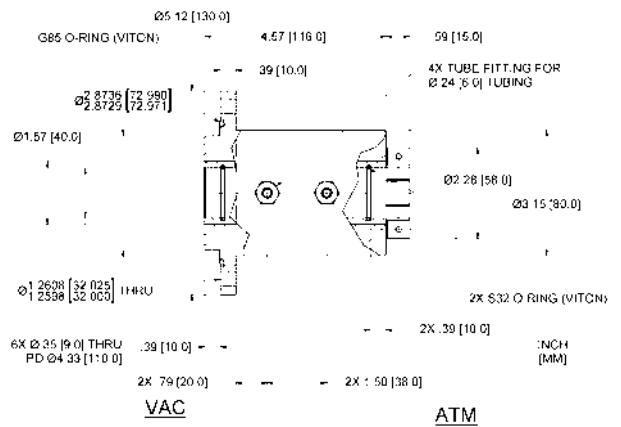 Ø5.12 [130.0]
G85 O-RING (VITON)
4.57 [116.0]
.59 [15.0]
.39 [10.0]
4X TUBE FITTING FOR
Ø.24 [6.0] TUBING
Ø2.8736 [72.990]
2.8729 [72.971]
Ø1.57 [40.0]
Ø2.28 [58.0]
Ø3.15 [80.0]
Ø1.2608 [32.025] THRU
1.2598 [32.000]
2X S32 O-RING (VITON)
2X .39 [10.0]
6X Ø.35 [9.0] THRU
PD Ø4.33 [110.0]
.39 [10.0]
INCH
[MM]
2X .79 [20.0]
2X 1.50 [38.0]
VAC
ATM